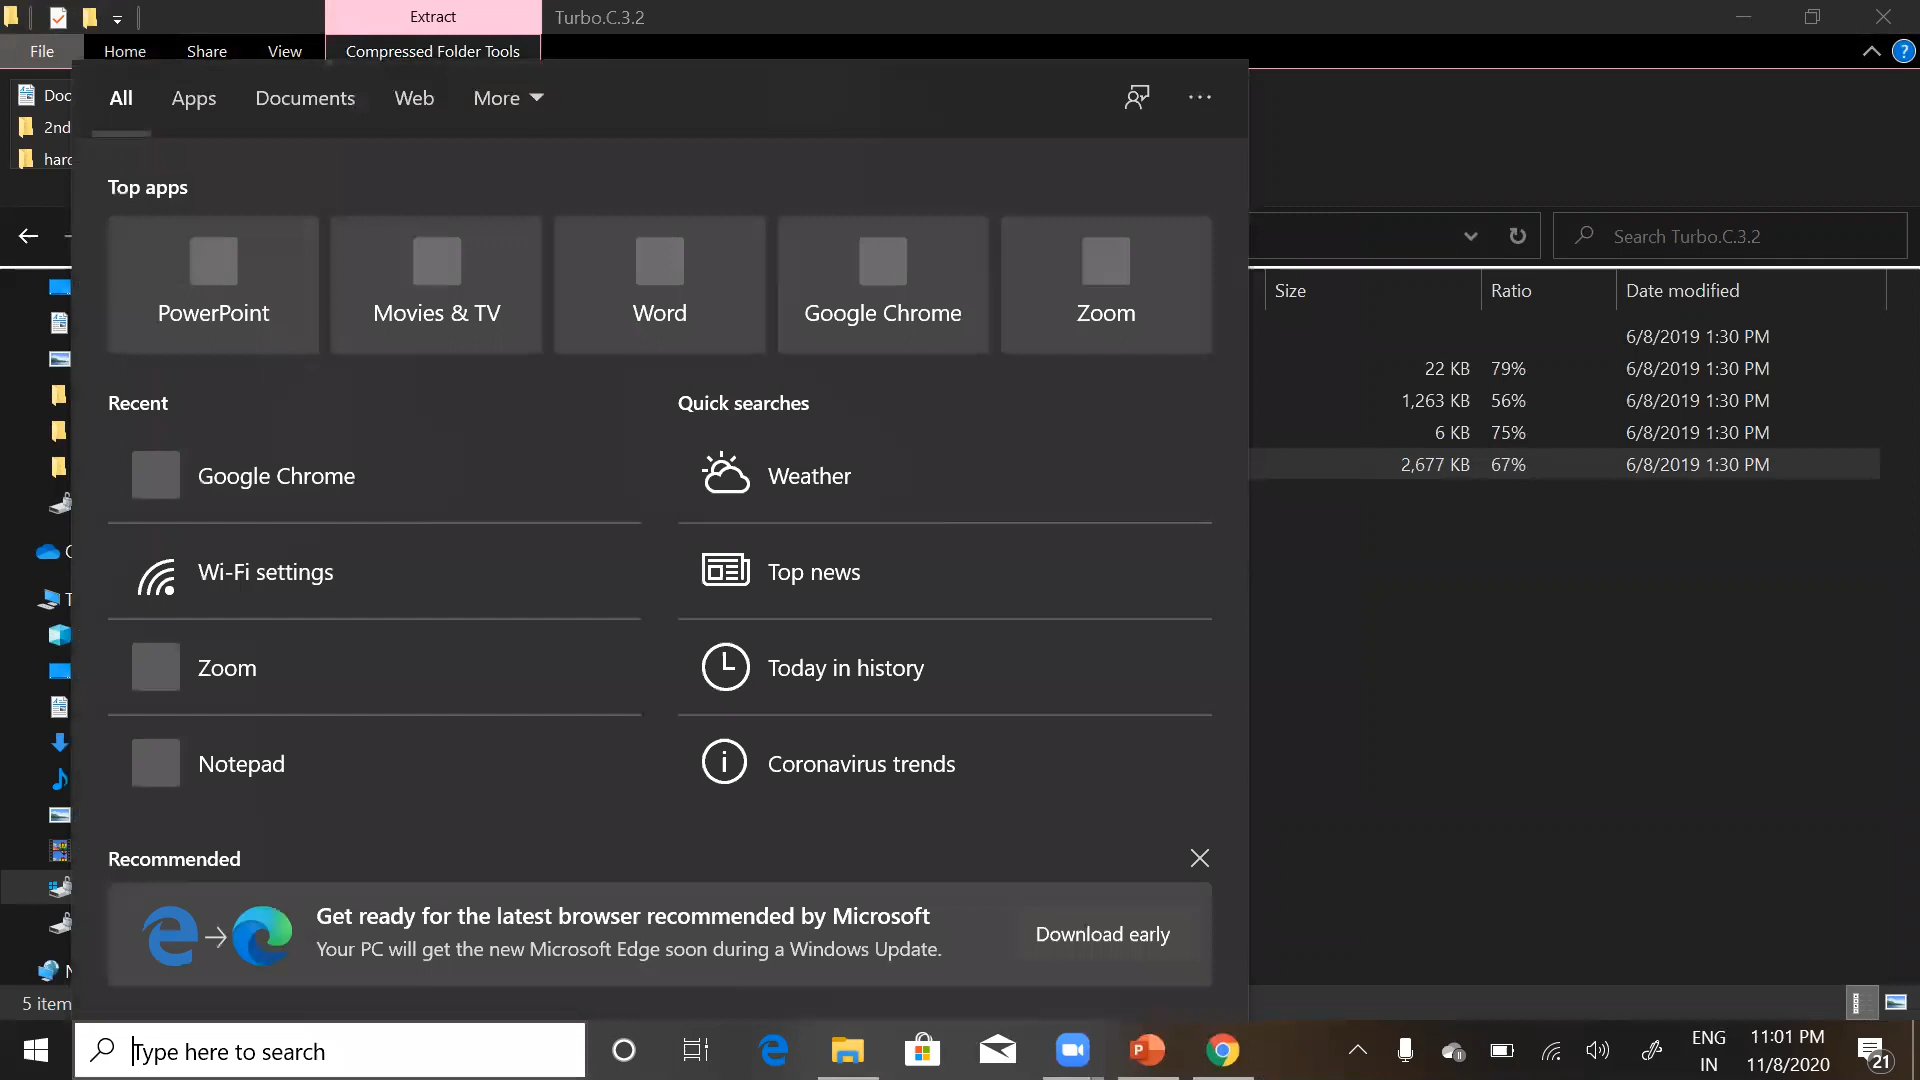 Extract
Turbo.C.3.2
File
Home
Share
View
Compressed Folder Tools
?
Doc
2nd
hard
All
Apps
Documents
Web
More
Top apps
PowerPoint
Movies & TV
Word
Google Chrome
Zoom
Search Turbo.C.3.2
Size
Ratio
Date modified
6/8/2019 1:30 PM
22 KB 79% 6/8/2019 1:30 PM
1,263 KB 56% 6/8/2019 1:30 PM
6 KB 75% 6/8/2019 1:30 PM
2,677 KB 67% 6/8/2019 1:30 PM
Recent
Google Chrome
Wi-Fi settings
Zoom
Notepad
Quick searches
Weather
Top news
Today in history
Coronavirus trends
Recommended
Get ready for the latest browser recommended by Microsoft
Your PC will get the new Microsoft Edge soon during a Windows Update.
Download early
5 item
Type here to search
ENG
IN
11:01 PM
11/8/2020
21